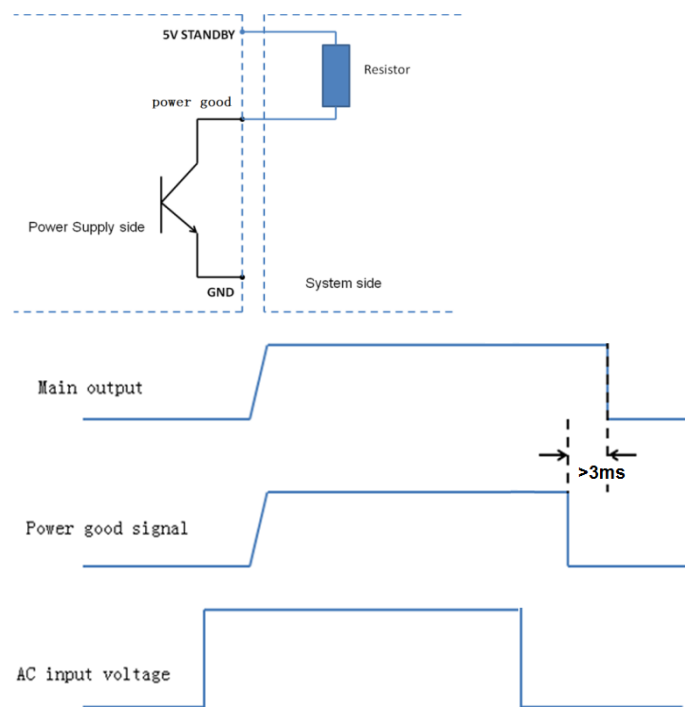 5V STANDBY
Resistor
power good
Power Supply side
System side
GND
Main output
>3ms
Power good signal
AC input voltage